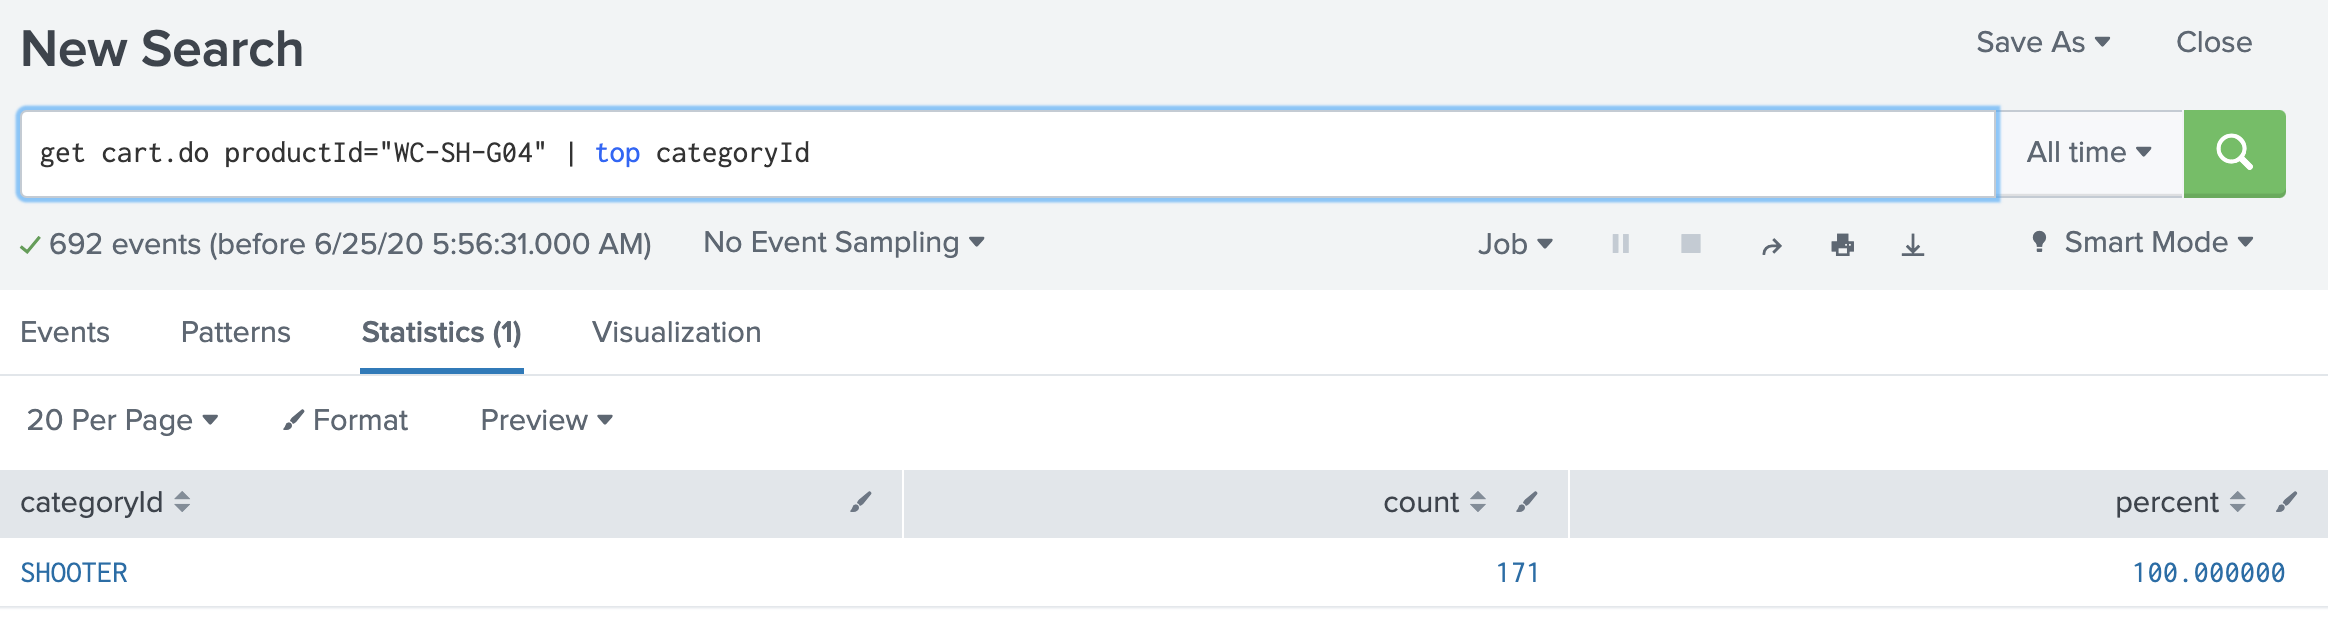 New Search
Save As Close
get cart.do productId="WC-SH-G04" | top categoryId
All time
692 events (before 6/25/20 5:56:31.000 AM) No Event Sampling Job Smart Mode
Events Patterns Statistics (1) Visualization
20 Per Page Format Preview
categoryId count percent
SHOOTER 171 100.000000